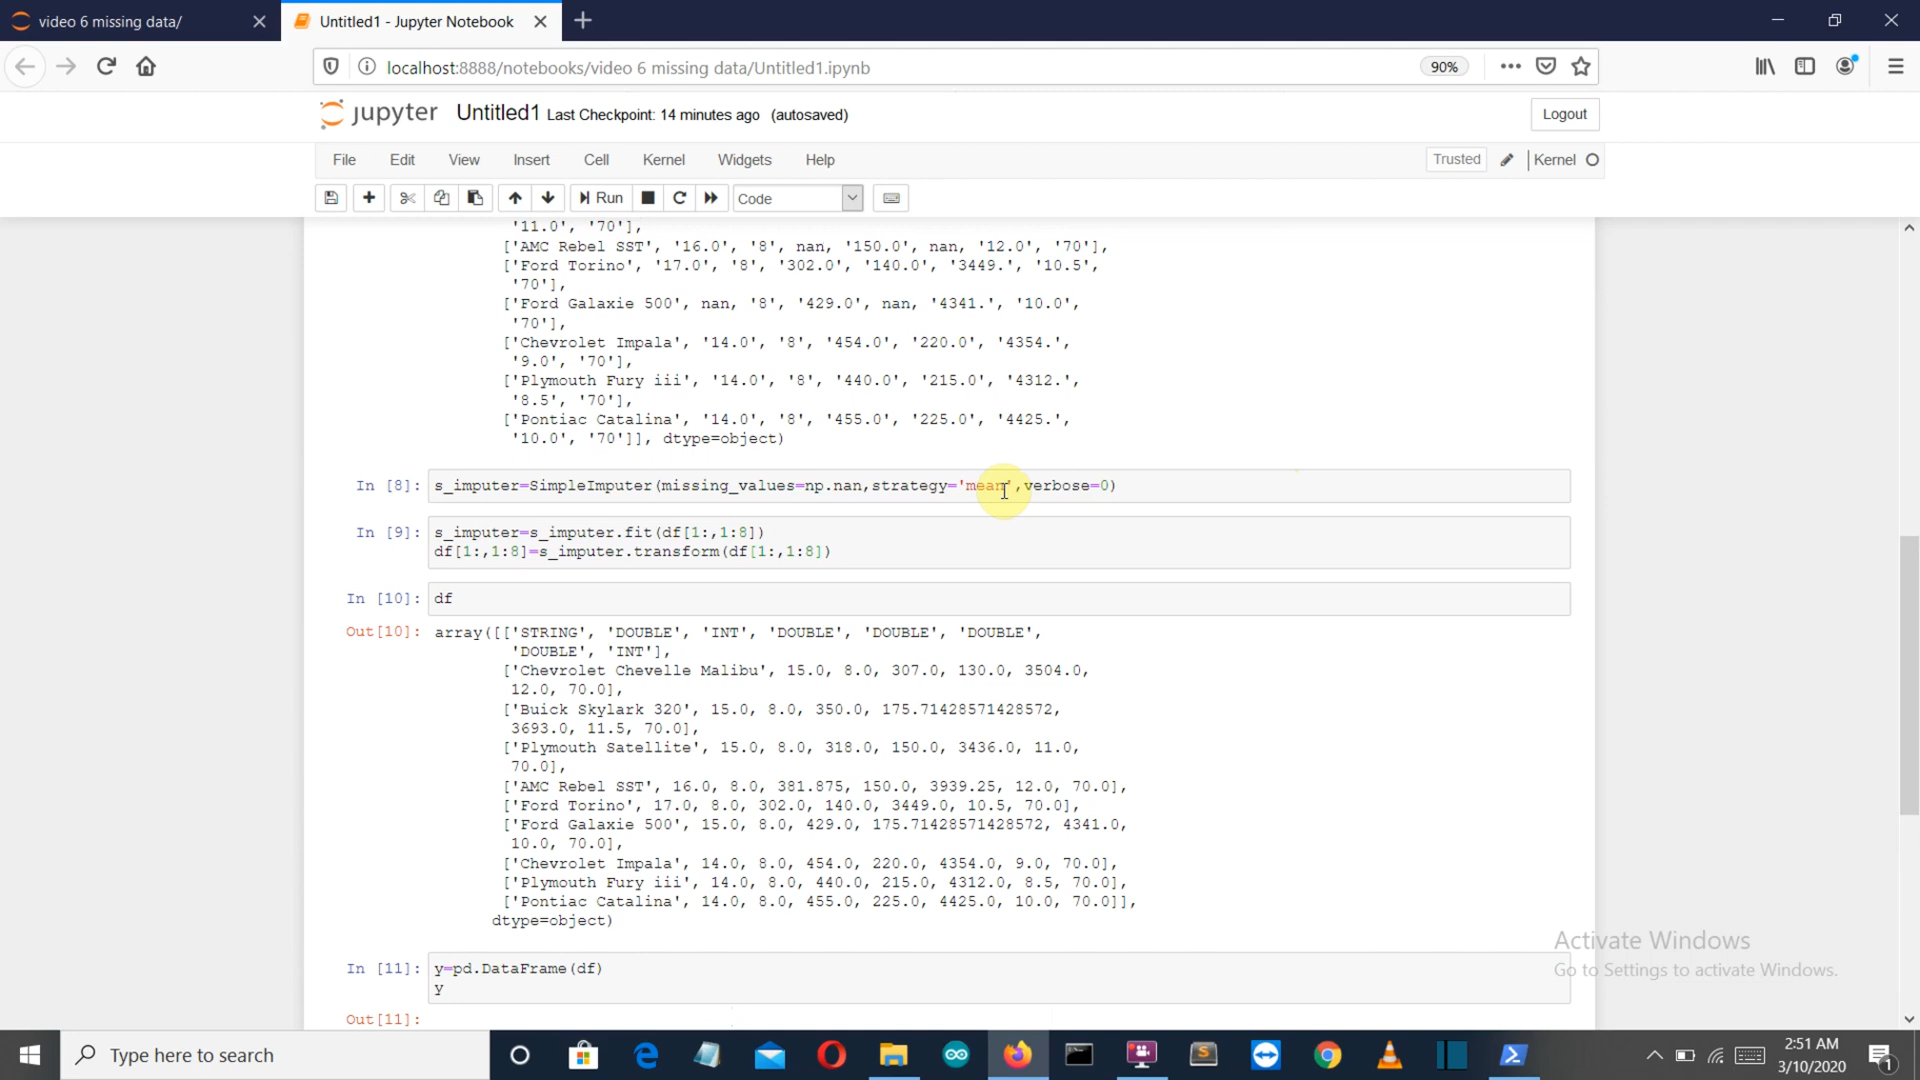 video 6 missing data/
Untitled1 - Jupyter Notebook
localhost:8888/notebooks/video 6 missing data/Untitled1.ipynb
90%
jupyter Untitled1 Last Checkpoint: 14 minutes ago (autosaved)
Logout
File Edit View Insert Cell Kernel Widgets Help
Trusted Kernel
Run Code
'11.0', '70'],
['AMC Rebel SST', '16.0', '8', nan, '150.0', nan, '12.0', '70'],
['Ford Torino', '17.0', '8', '302.0', '140.0', '3449.', '10.5',
'70'],
['Ford Galaxie 500', nan, '8', '429.0', nan, '4341.', '10.0',
'70'],
['Chevrolet Impala', '14.0', '8', '454.0', '220.0', '4354.',
'9.0', '70'],
['Plymouth Fury iii', '14.0', '8', '440.0', '215.0', '4312.',
'8.5', '70'],
['Pontiac Catalina', '14.0', '8', '455.0', '225.0', '4425.',
'10.0', '70']], dtype=object)
In [8]: s_imputer=SimpleImputer(missing_values=np.nan,strategy='mean',verbose=0)
In [9]: s_imputer=s_imputer.fit(df[1:,1:8])
df[1:,1:8]=s_imputer.transform(df[1:,1:8])
In [10]: df
Out[10]: array([['STRING', 'DOUBLE', 'INT', 'DOUBLE', 'DOUBLE', 'DOUBLE',
'DOUBLE', 'INT'],
['Chevrolet Chevelle Malibu', 15.0, 8.0, 307.0, 130.0, 3504.0,
12.0, 70.0],
['Buick Skylark 320', 15.0, 8.0, 350.0, 175.71428571428572,
3693.0, 11.5, 70.0],
['Plymouth Satellite', 15.0, 8.0, 318.0, 150.0, 3436.0, 11.0,
70.0],
['AMC Rebel SST', 16.0, 8.0, 381.875, 150.0, 3939.25, 12.0, 70.0],
['Ford Torino', 17.0, 8.0, 302.0, 140.0, 3449.0, 10.5, 70.0],
['Ford Galaxie 500', 15.0, 8.0, 429.0, 175.71428571428572, 4341.0,
10.0, 70.0],
['Chevrolet Impala', 14.0, 8.0, 454.0, 220.0, 4354.0, 9.0, 70.0],
['Plymouth Fury iii', 14.0, 8.0, 440.0, 215.0, 4312.0, 8.5, 70.0],
['Pontiac Catalina', 14.0, 8.0, 455.0, 225.0, 4425.0, 10.0, 70.0]],
dtype=object)
In [11]: y=pd.DataFrame(df)
y
Out[11]:
Activate Windows
Go to Settings to activate Windows.
Type here to search
2:51 AM
3/10/2020
1